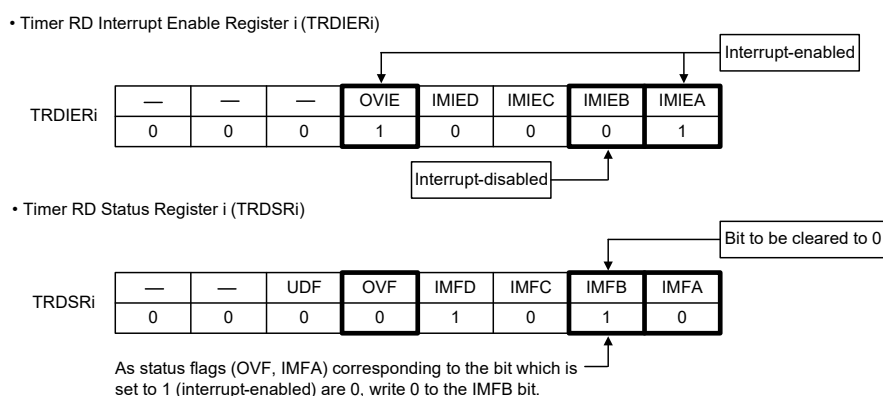 • Timer RD Interrupt Enable Register i (TRDIERi)
Interrupt-enabled
TRDIERi
— — — OVIE IMIED IMIEC IMIEB IMIEA
0 0 0 1 0 0 0 1
Interrupt-disabled
• Timer RD Status Register i (TRDSRi)
Bit to be cleared to 0
TRDSRi
— — UDF OVF IMFD IMFC IMFB IMFA
0 0 0 0 1 0 1 0
As status flags (OVF, IMFA) corresponding to the bit which is
set to 1 (interrupt-enabled) are 0, write 0 to the IMFB bit.